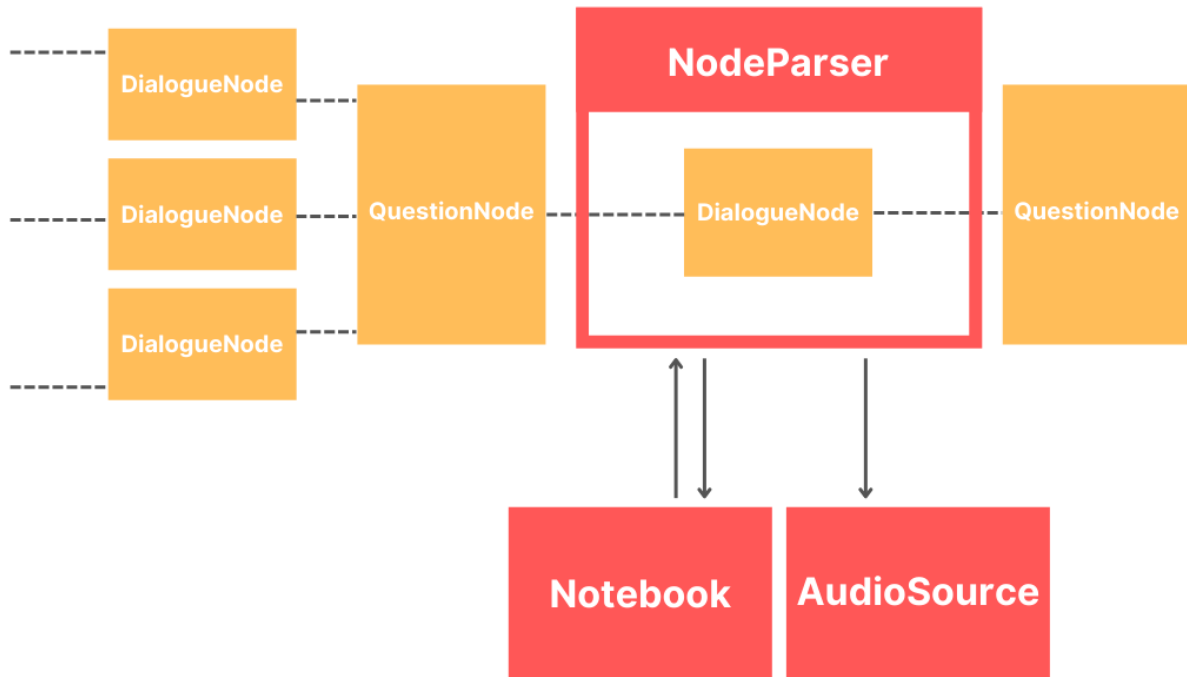 NodeParser
DialogueNode
DialogueNode
DialogueNode
QuestionNode
DialogueNode
QuestionNode
Notebook
AudioSource